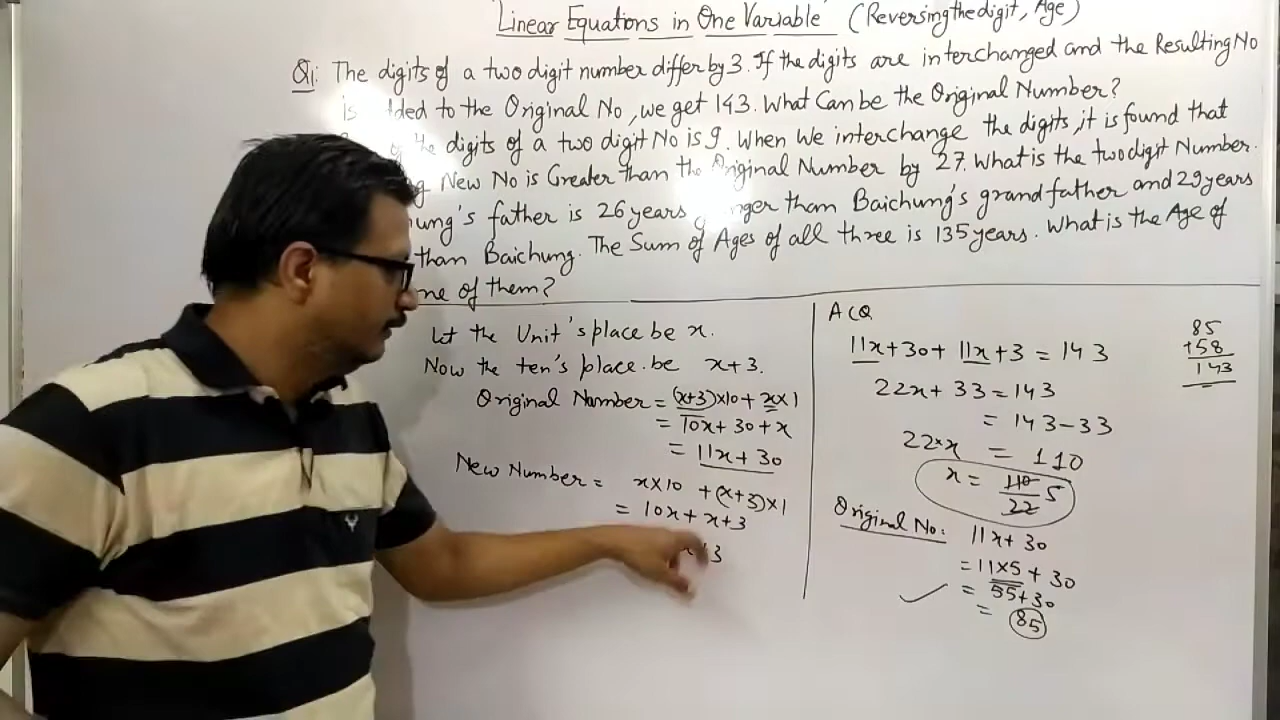 "Linear Equations in One Variable" (Reversing the digit, Age)
Q1: The digits of a two digit number differ by 3. If the digits are interchanged and the Resulting No
is ded to the Original No, we get 143. What Can be the Original Number?
the digits of a two digit No is 9. When We interchange the digits, it is found that
New No is Greater than the Original Number by 27. What is the two digit Number.
ung's father is 26 years nger than Baichung's grand father and 29 years
than Baichung. The Sum of Ages of all three is 135 years. What is the Age of
ne of them?
Let the Unit's place be x.
Now the ten's place be x+3.
Original Number = (x+3)×10 + x×1
= 10x + 30 + x
= 11x + 30
New Number = x×10 + (x+3)×1
= 10x + x + 3
3
ACQ
11x + 30 + 11x + 3 = 143
22x + 33 = 143
= 143 - 33
22×x = 110
x = 110/22 5
Original No: 11x + 30
= 11×5 + 30
= 55 + 30
= 85
85
+58
143